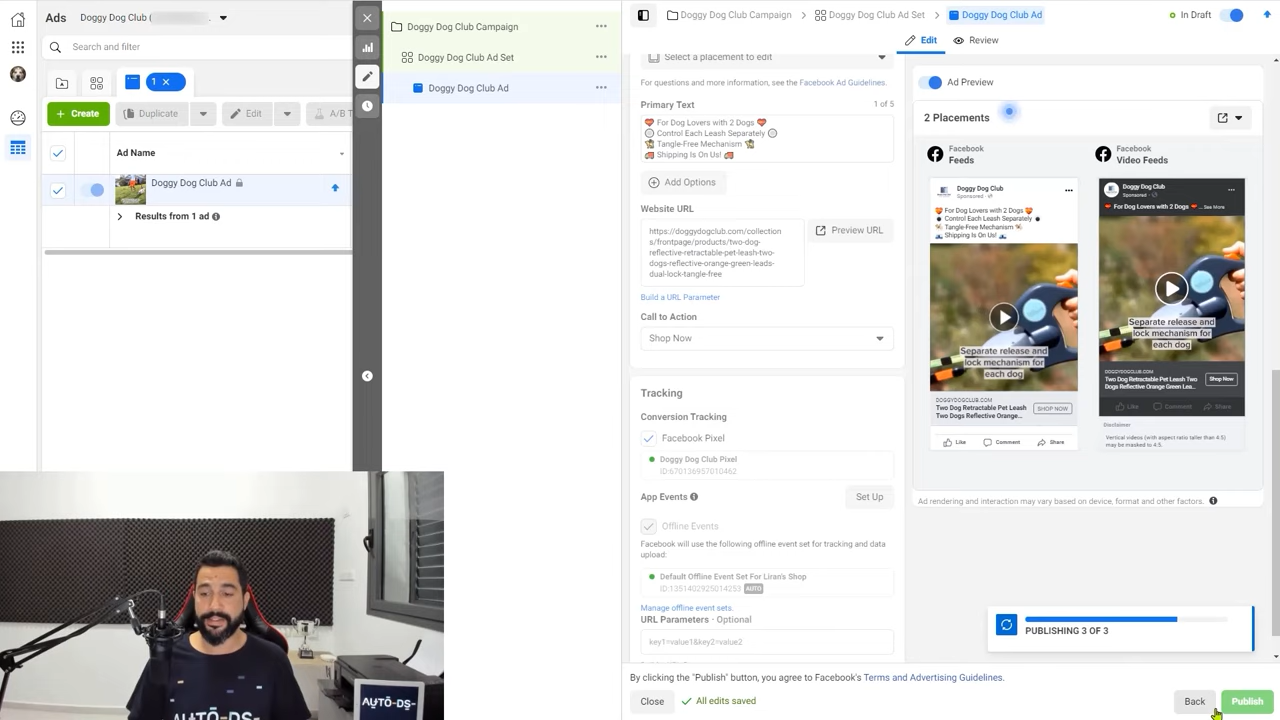 Ads
Doggy Dog Club (
Search and filter
1 ×
+ Create
Duplicate
Edit
A/B T
Ad Name
Doggy Dog Club Ad
Results from 1 ad
Doggy Dog Club Campaign
Doggy Dog Club Ad Set
Doggy Dog Club Ad
Doggy Dog Club Campaign
Doggy Dog Club Ad Set
Doggy Dog Club Ad
In Draft
Edit
Review
Select a placement to edit
For questions and more information, see the Facebook Ad Guidelines.
Primary Text
1 of 5
For Dog Lovers with 2 Dogs
Control Each Leash Separately
Tangle-Free Mechanism
Shipping Is On Us!
Add Options
Website URL
https://doggydogclub.com/collection
s/frontpage/products/two-dog-
reflective-retractable-pet-leash-two-
dogs-reflective-orange-green-leads-
dual-lock-tangle-free
Preview URL
Build a URL Parameter
Call to Action
Shop Now
Tracking
Conversion Tracking
Facebook Pixel
Doggy Dog Club Pixel
ID:670136957010462
App Events
Set Up
Offline Events
Facebook will use the following offline event set for tracking and data
upload:
Default Offline Event Set For Liran's Shop
ID:1351402925014253 AUTO
Manage offline event sets.
URL Parameters · Optional
key1=value1&key2=value2
Ad Preview
2 Placements
Facebook
Feeds
Doggy Dog Club
Sponsored ·
For Dog Lovers with 2 Dogs
Control Each Leash Separately
Tangle-Free Mechanism
Shipping Is On Us!
Separate release and
lock mechanism for
each dog
DOGGYDOGCLUB.COM
Two Dog Retractable Pet Leash
Two Dogs Reflective Orange...
SHOP NOW
Like
Comment
Share
Facebook
Video Feeds
Doggy Dog Club
Sponsored ·
For Dog Lovers with 2 Dogs ... See More
Separate release and
lock mechanism for
each dog
DOGGYDOGCLUB.COM
Two Dog Retractable Pet Leash Two
Dogs Reflective Orange Green Lea...
Shop Now
Like
Comment
Share
Disclaimer
Vertical videos (with aspect ratio taller than 4:5)
may be masked to 4:5.
Ad rendering and interaction may vary based on device, format and other factors.
PUBLISHING 3 OF 3
By clicking the "Publish" button, you agree to Facebook's Terms and Advertising Guidelines.
Close
All edits saved
Back
Publish
AUTO-DS-
AUTO-DS-